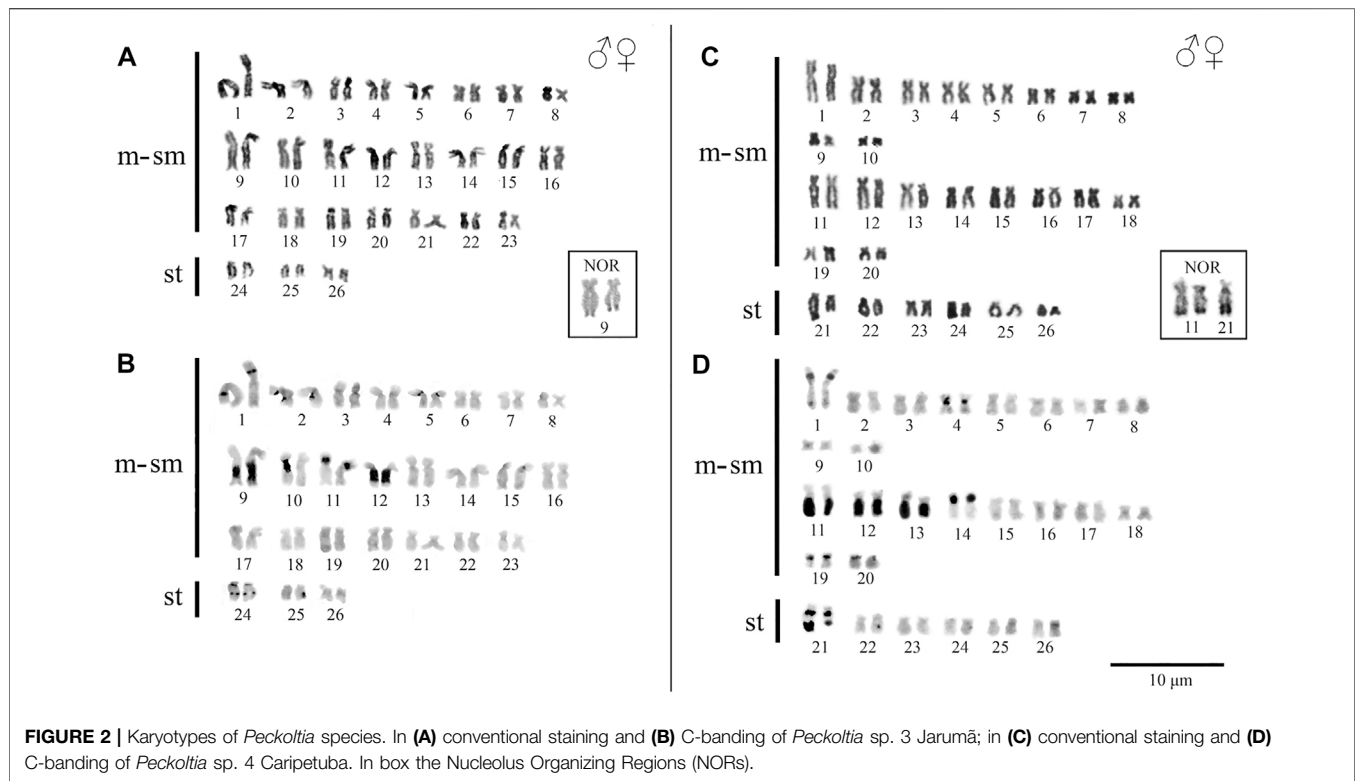 A
♂♀
1 2 3 4 5 6 7 8
m-sm
9 10 11 12 13 14 15 16
17 18 19 20 21 22 23
st
24 25 26
NOR
9
B
1 2 3 4 5 6 7 8
m-sm
9 10 11 12 13 14 15 16
17 18 19 20 21 22 23
st
24 25 26
C
♂♀
1 2 3 4 5 6 7 8
m-sm
9 10
11 12 13 14 15 16 17 18
19 20
st
21 22 23 24 25 26
NOR
11 21
D
1 2 3 4 5 6 7 8
m-sm
9 10
11 12 13 14 15 16 17 18
19 20
st
21 22 23 24 25 26
10 μm
FIGURE 2 | Karyotypes of Peckoltia species. In (A) conventional staining and (B) C-banding of Peckoltia sp. 3 Jarumã; in (C) conventional staining and (D)
C-banding of Peckoltia sp. 4 Caripetuba. In box the Nucleolus Organizing Regions (NORs).